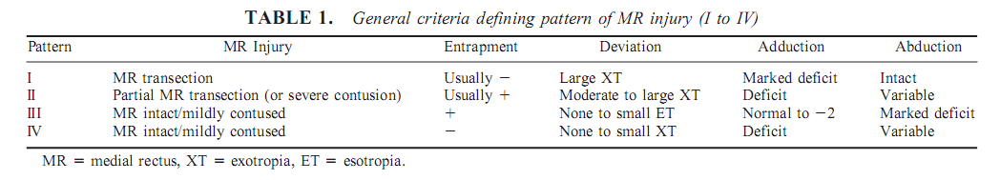 TABLE 1. General criteria defining pattern of MR injury (I to IV)
Pattern MR Injury Entrapment Deviation Adduction Abduction
I MR transection Usually − Large XT Marked deficit Intact
II Partial MR transection (or severe contusion) Usually + Moderate to large XT Deficit Variable
III MR intact/mildly contused + None to small ET Normal to −2 Marked deficit
IV MR intact/mildly contused − None to small XT Deficit Variable
MR = medial rectus, XT = exotropia, ET = esotropia.